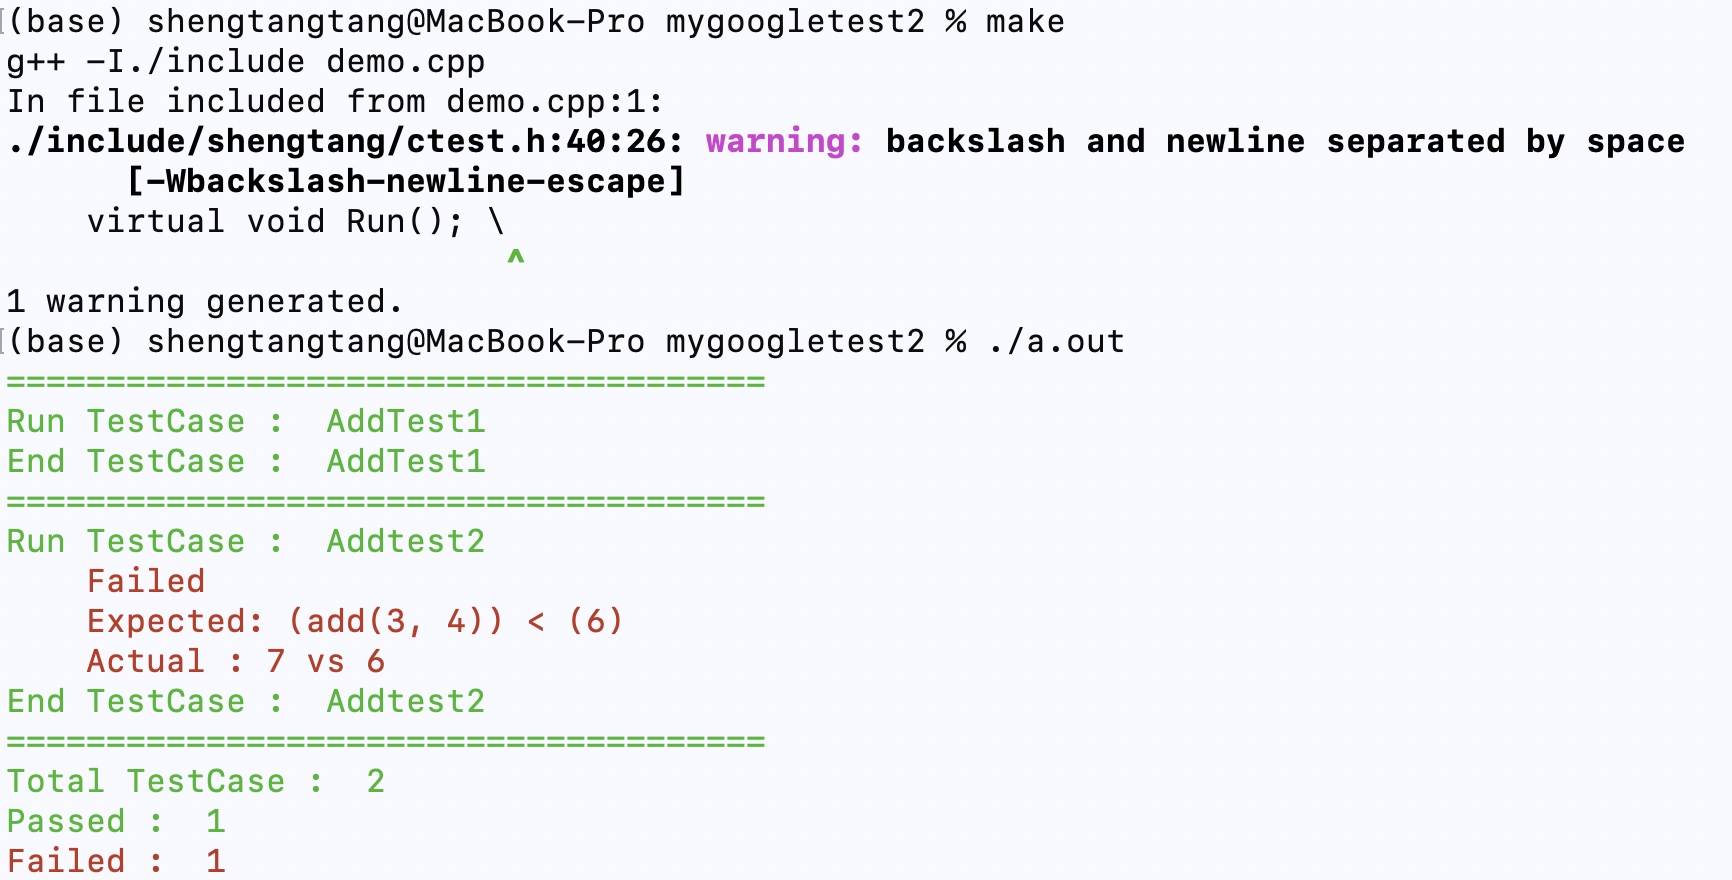 (base) shengtangtang@MacBook-Pro mygoogletest2 % make
g++ -I./include demo.cpp
In file included from demo.cpp:1:
./include/shengtang/ctest.h:40:26: warning: backslash and newline separated by space
      [-Wbackslash-newline-escape]
    virtual void Run(); \
                         ^
1 warning generated.
(base) shengtangtang@MacBook-Pro mygoogletest2 % ./a.out
======================================
Run TestCase :  AddTest1
End TestCase :  AddTest1
======================================
Run TestCase :  Addtest2
    Failed
    Expected: (add(3, 4)) < (6)
    Actual : 7 vs 6
End TestCase :  Addtest2
======================================
Total TestCase :  2
Passed :  1
Failed :  1